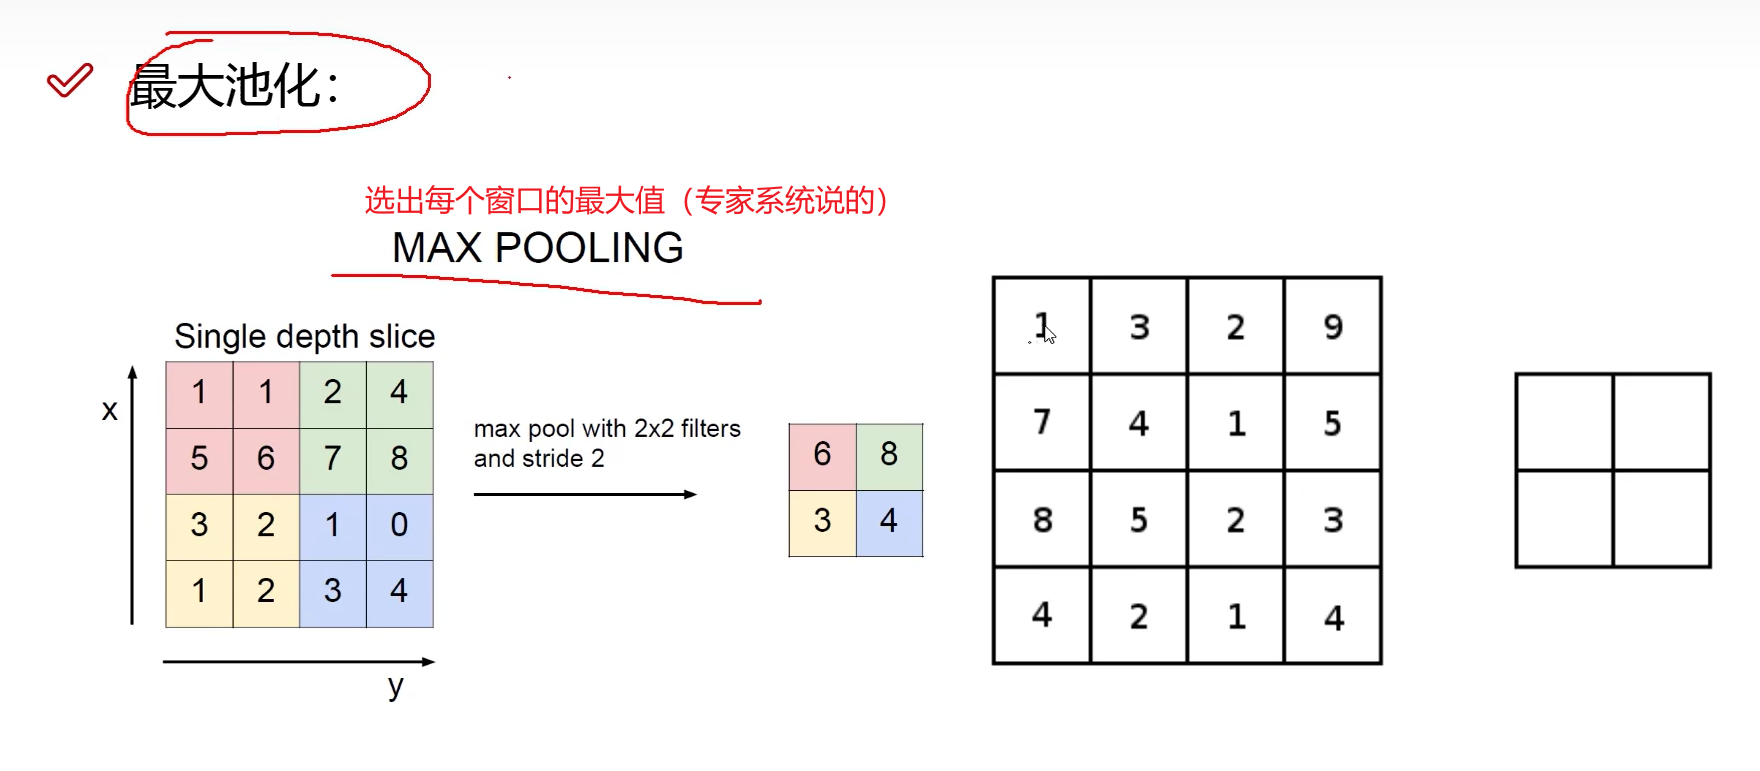 最大池化：
选出每个窗口的最大值（专家系统说的）
MAX POOLING
Single depth slice
x
1 1 2 4
5 6 7 8
3 2 1 0
1 2 3 4
y
max pool with 2x2 filters
and stride 2
6 8
3 4
1 3 2 9
7 4 1 5
8 5 2 3
4 2 1 4